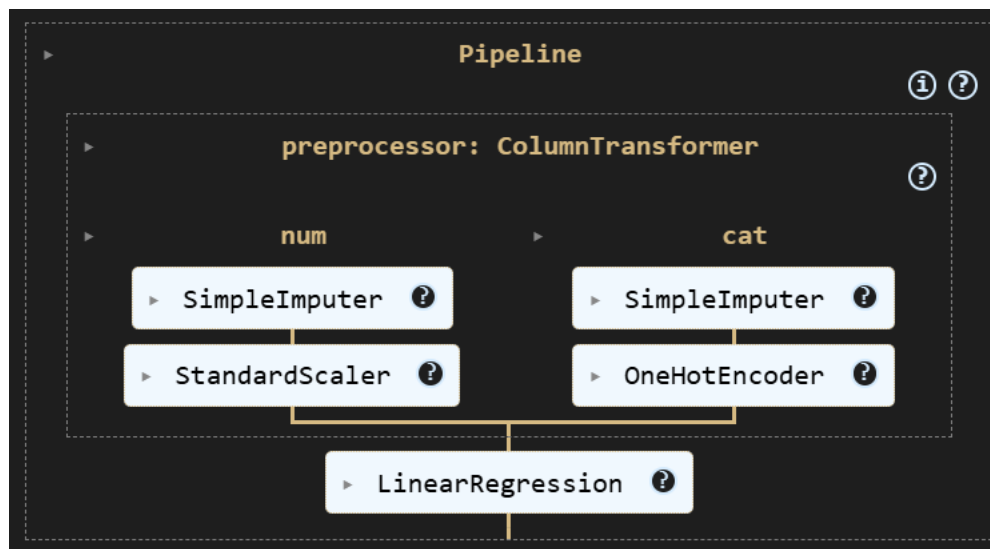 Pipeline
i ?
preprocessor: ColumnTransformer
?
num cat
SimpleImputer ? SimpleImputer ?
StandardScaler ? OneHotEncoder ?
LinearRegression ?